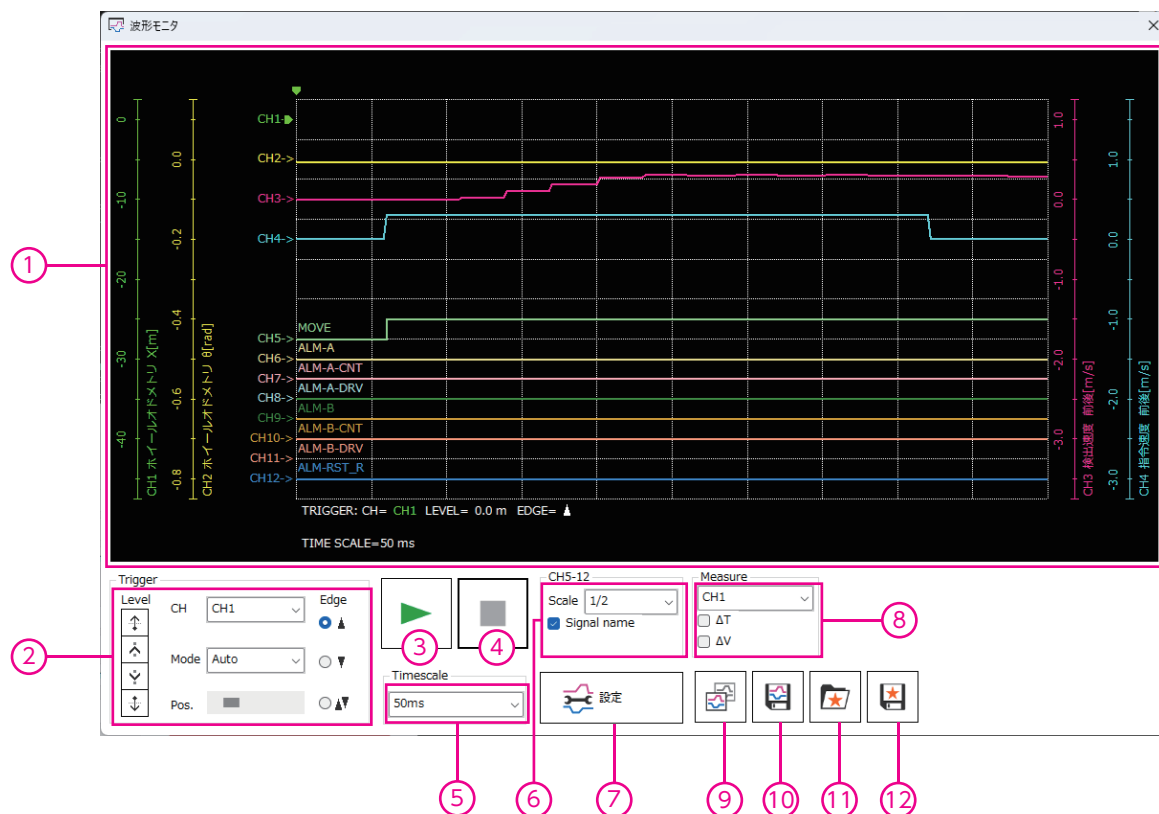 波形モニタ
CH1 ホイールオドメトリ X[m]
0
-10
-20
-30
-40
CH2 ホイールオドメトリ θ[rad]
0.0
-0.2
-0.4
-0.6
-0.8
CH1-
CH2->
CH3->
CH4->
CH5->
MOVE
CH6->
ALM-A
CH7->
ALM-A-CNT
CH8->
ALM-A-DRV
CH9->
ALM-B
CH10->
ALM-B-CNT
CH11->
ALM-B-DRV
CH12->
ALM-RST_R
CH3 検出速度 前後[m/s]
1.0
0.0
-1.0
-2.0
-3.0
CH4 指令速度 前後[m/s]
1.0
0.0
-1.0
-2.0
-3.0
TRIGGER: CH= CH1 LEVEL= 0.0 m EDGE=
TIME SCALE=50 ms
Trigger
Level
CH
CH1
Edge
Mode
Auto
Pos.
Timescale
50ms
CH5-12
Scale
1/2
Signal name
設定
Measure
CH1
ΔT
ΔV
①
②
③
④
⑤
⑥
⑦
⑧
⑨
⑩
⑪
⑫